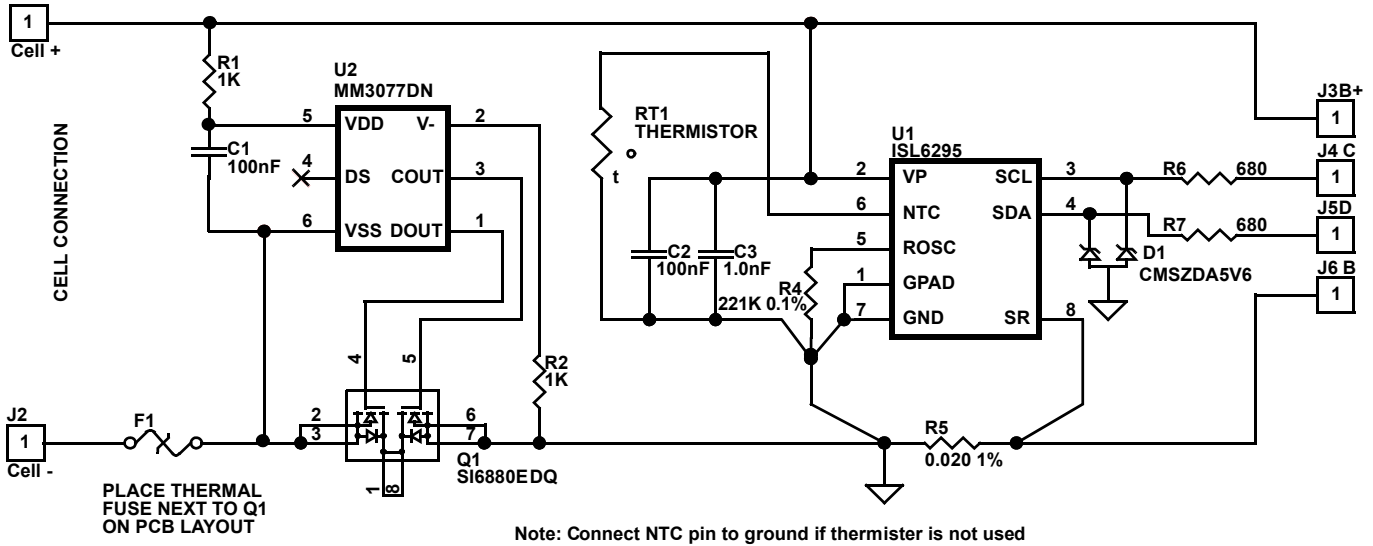 1
Cell +
R1
1K
U2
MM3077DN
5
VDD
V-
2
4
DS
COUT
3
6
VSS
DOUT
1
C1
100nF
CELL CONNECTION
RT1
THERMISTOR
t
U1
ISL6295
2
VP
SCL
3
6
NTC
SDA
4
5
ROSC
1
GPAD
7
GND
SR
8
R6
680
R7
680
J3B+
1
J4 C
1
J5D
1
J6 B
1
D1
CMSZDA5V6
C2
100nF
C3
1.0nF
R4
221K 0.1%
4
5
R2
1K
J2
1
Cell -
F1
2
3
6
7
Q1
SI6880EDQ
1
8
R5
0.020 1%
PLACE THERMAL
FUSE NEXT TO Q1
ON PCB LAYOUT
Note: Connect NTC pin to ground if thermister is not used